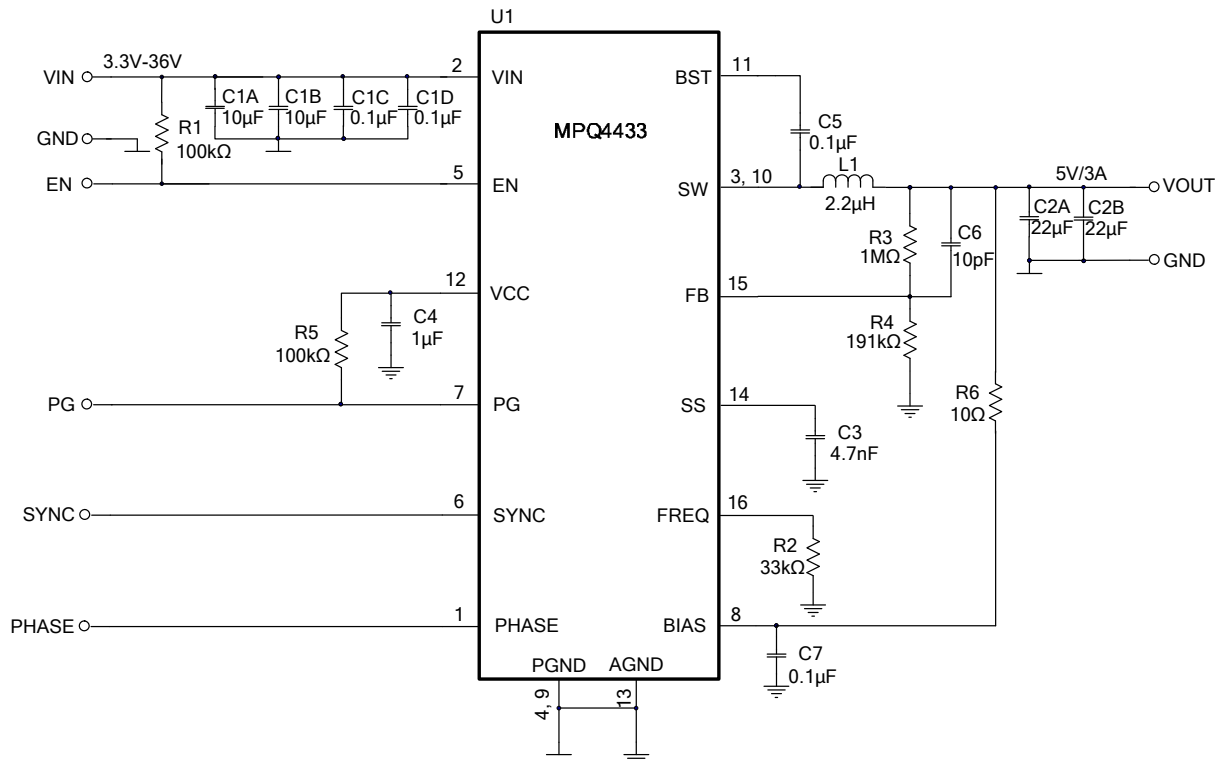 U1
3.3V-36V
VIN
2
VIN
BST
11
C1A
10µF
C1B
10µF
C1C
0.1µF
C1D
0.1µF
GND
R1
100kΩ
MPQ4433
C5
0.1µF
EN
5
EN
SW
3, 10
L1
2.2µH
5V/3A
VOUT
C2A
22µF
C2B
22µF
R3
1MΩ
C6
10pF
GND
12
VCC
FB
15
R5
100kΩ
C4
1µF
R4
191kΩ
PG
7
PG
SS
14
R6
10Ω
C3
4.7nF
SYNC
6
SYNC
FREQ
16
R2
33kΩ
PHASE
1
PHASE
BIAS
8
C7
0.1µF
PGND
AGND
4, 9
13